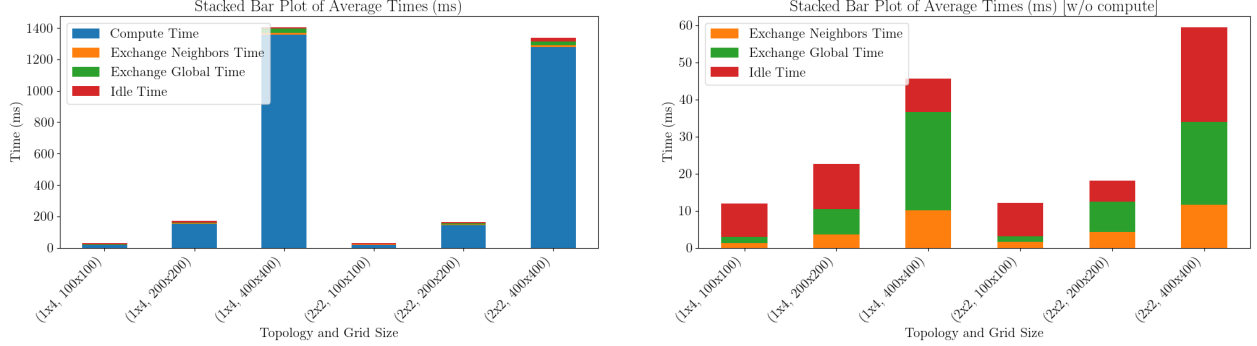 Stacked Bar Plot of Average Times (ms)
Time (ms)
1400
1200
1000
800
600
400
200
0
Compute Time
Exchange Neighbors Time
Exchange Global Time
Idle Time
(1x4, 100x100)
(1x4, 200x200)
(1x4, 400x400)
(2x2, 100x100)
(2x2, 200x200)
(2x2, 400x400)
Topology and Grid Size
Stacked Bar Plot of Average Times (ms) [w/o compute]
Time (ms)
60
50
40
30
20
10
0
Exchange Neighbors Time
Exchange Global Time
Idle Time
(1x4, 100x100)
(1x4, 200x200)
(1x4, 400x400)
(2x2, 100x100)
(2x2, 200x200)
(2x2, 400x400)
Topology and Grid Size